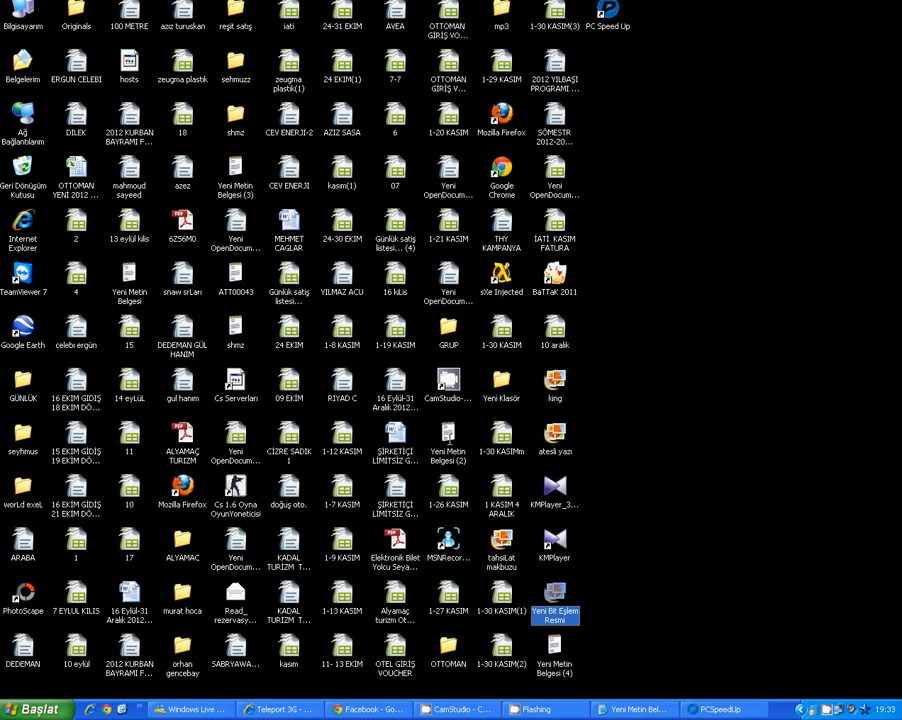 Bilgisayarım
Originals
100 METRE
azız turuskan
reşit satış
iati
24-31 EKIM
AVEA
OTTOMAN
GİRİŞ VO...
mp3
1-30 KASIM(3)
PC Speed Up
Belgelerim
ERGUN CELEBI
hosts
zeugma plastik
sehmuzz
zeugma
plastik(1)
24 EKIM(1)
7-7
OTTOMAN
GİRİŞ V...
1-29 KASIM
2012 YILBAŞI
PROGRAMI ...
Ağ
Bağlantılarım
DILEK
2012 KURBAN
BAYRAMI F...
18
shmz
CEV ENERJI-2
AZIZ SASA
6
1-20 KASIM
Mozilla Firefox
SÖMESTR
2012-20...
Geri Dönüşüm
Kutusu
OTTOMAN
YENİ 2012 ...
mahmoud
sayeed
azez
Yeni Metin
Belgesi (3)
CEV ENERJI
kasım(1)
07
Yeni
OpenDocum...
Google
Chrome
Yeni
OpenDocum...
Internet
Explorer
2
13 eylül kilis
6ZS6M0
Yeni
OpenDocum...
MEHMET
CAGLAR
24-30 EKIM
Günlük satış
listesi... (4)
1-21 KASIM
THY
KAMPANYA
İATİ KASIM
FATURA
TeamViewer 7
4
Yeni Metin
Belgesi
snaw srLarı
ATT00043
Günlük satış
listesi...
YILMAZ ACU
16 kiLis
Yeni
OpenDocum...
sXe Injected
BaTTaK 2011
Google Earth
celebı ergün
15
DEDEMAN GÜL
HANIM
shmz
24 EKİM
1-8 KASIM
1-19 KASIM
GRUP
1-30 KASIM
10 aralık
GÜNLÜK
16 EKIM GIDIŞ
18 EKİM DÖ...
14 eyLüL
gul hanım
Cs Serverları
09 EKİM
RIYAD C
16 Eylül-31
Aralık 2012...
CamStudio-...
Yeni Klasör
king
seyhmus
15 EKİM GİDİŞ
19 EKİM DÖ...
11
ALYAMAÇ
TURİZM
Yeni
OpenDocum...
CİZRE SADIK
1
1-12 KASIM
ŞİRKETİÇİ
LİMİTSİZ G...
Yeni Metin
Belgesi (2)
1-30 KASIMm
atesli yazı
worLd exeL
16 EKİM GİDİŞ
21 EKİM DÖ...
10
Mozilla Firefox
Cs 1.6 Oyna
OyunYoneticisi
doğuş oto.
1-7 KASIM
ŞİRKETİÇİ
LİMİTSİZ G...
1-26 KASIM
1 KASIM 4
ARALIK
KMPlayer_3...
ARABA
1
17
ALYAMAC
Yeni
OpenDocum...
KADAL
TURIZM T...
1-9 KASIM
Elektronik Bilet
Yolcu Seya...
MSNRecor...
tahsiLat
makbuzu
KMPlayer
PhotoScape
7 EYLUL KILIS
16 Eylül-31
Aralık 2012...
murat hoca
Read_
rezervasy...
KADAL
TURIZM T...
1-13 KASIM
Alyamaç
turizm Ot...
1-27 KASIM
1-30 KASIM(1)
Yeni Bit Eşlem
Resmi
DEDEMAN
10 eylül
2012 KURBAN
BAYRAMI F...
orhan
gencebay
SABRYAWA...
kasım
11- 13 EKİM
OTEL GİRİŞ
VOUCHER
OTTOMAN
1-30 KASIM(2)
Yeni Metin
Belgesi (4)
Başlat
Windows Live ...
Teleport 3G - ...
Facebook - Go...
CamStudio - C...
Flashing
Yeni Metin Bel...
PCSpeedUp
19:33